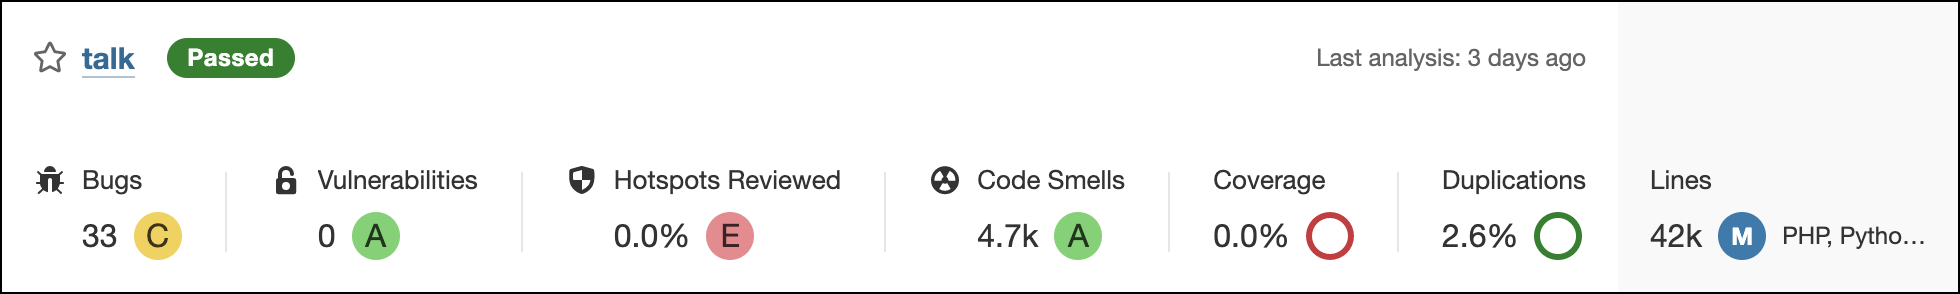 talk Passed Last analysis: 3 days ago
Bugs Vulnerabilities Hotspots Reviewed Code Smells Coverage Duplications Lines
33 C 0 A 0.0% E 4.7k A 0.0% 2.6% 42k M PHP, Pytho...